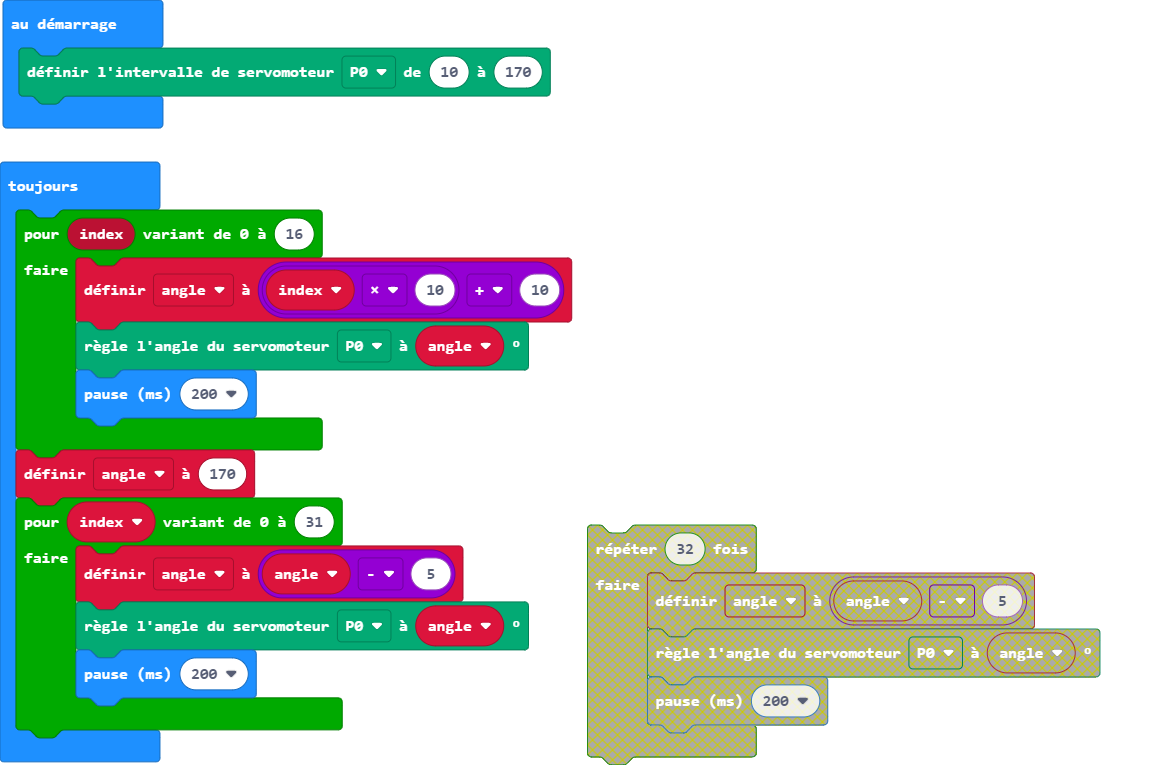 au démarrage
définir l'intervalle de servomoteur P0 de 10 à 170
toujours
pour index variant de 0 à 16
faire
définir angle à index × 10 + 10
règle l'angle du servomoteur P0 à angle °
pause (ms) 200
définir angle à 170
pour index variant de 0 à 31
faire
définir angle à angle - 5
règle l'angle du servomoteur P0 à angle °
pause (ms) 200
répéter 32 fois
faire
définir angle à angle - 5
règle l'angle du servomoteur P0 à angle °
pause (ms) 200